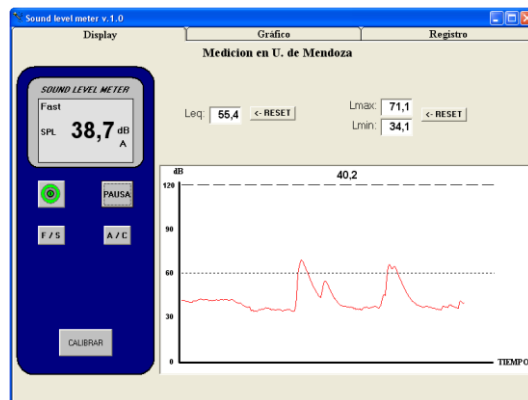 Sound level meter v.1.0
Display
Gráfico
Registro
Medicion en U. de Mendoza
SOUND LEVEL METER
Fast
SPL 38,7 dB
A
Leq: 55,4 <- RESET
Lmax: 71,1
Lmin: 34,1
<- RESET
PAUSA
F / S
A / C
CALIBRAR
dB
40,2
120
90
60
30
0
TIEMPO